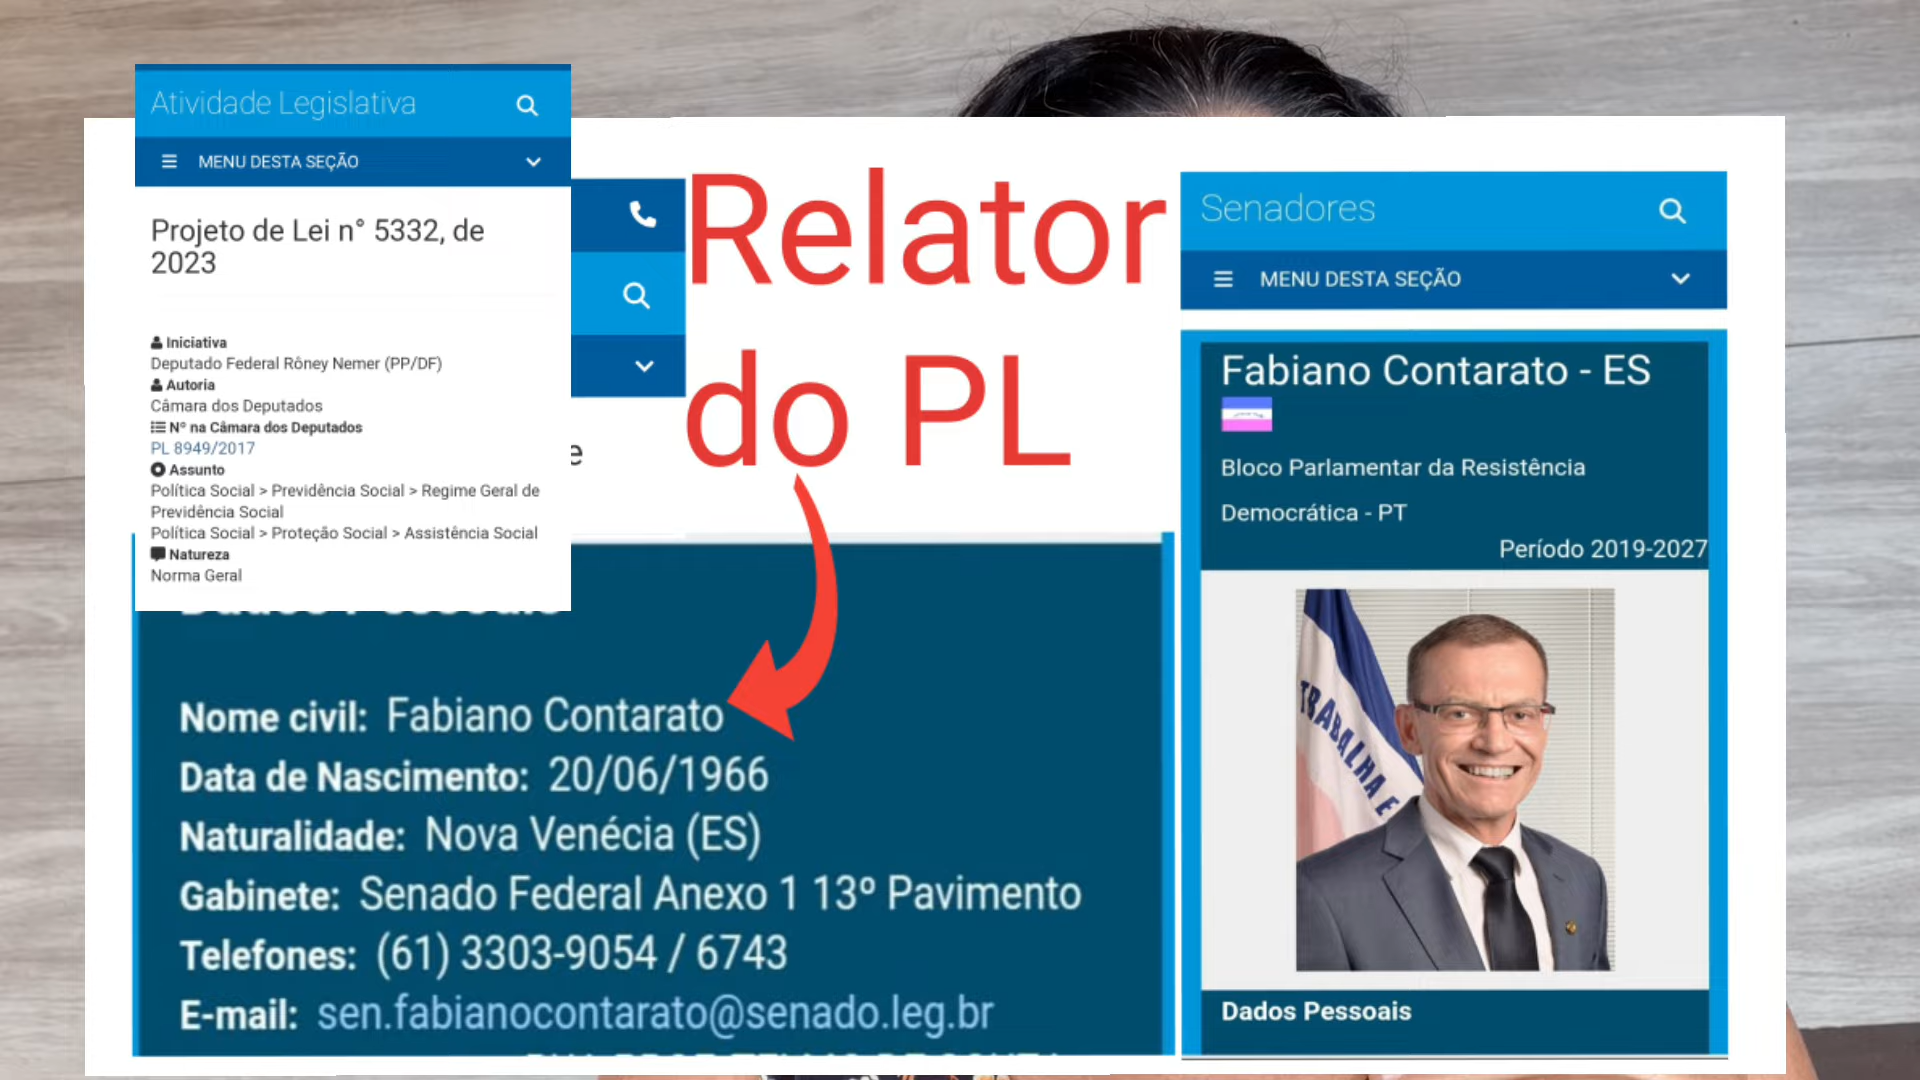 Atividade Legislativa
MENU DESTA SEÇÃO
Projeto de Lei n° 5332, de
2023
Iniciativa
Deputado Federal Rôney Nemer (PP/DF)
Autoria
Câmara dos Deputados
Nº na Câmara dos Deputados
PL 8949/2017
Assunto
Política Social > Previdência Social > Regime Geral de
Previdência Social
Política Social > Proteção Social > Assistência Social
Natureza
Norma Geral
e
Relator
do PL
Nome civil: Fabiano Contarato
Data de Nascimento: 20/06/1966
Naturalidade: Nova Venécia (ES)
Gabinete: Senado Federal Anexo 1 13º Pavimento
Telefones: (61) 3303-9054 / 6743
E-mail: sen.fabianocontarato@senado.leg.br
Senadores
MENU DESTA SEÇÃO
Fabiano Contarato - ES
Bloco Parlamentar da Resistência
Democrática - PT
Período 2019-2027
TRABALHA E
Dados Pessoais